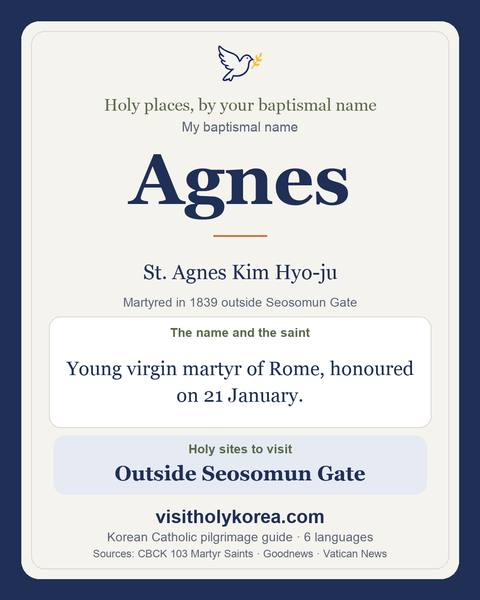 Holy places, by your baptismal name
My baptismal name
Agnes
St. Agnes Kim Hyo-ju
Martyred in 1839 outside Seosomun Gate
The name and the saint
Young virgin martyr of Rome, honoured
on 21 January.
Holy sites to visit
Outside Seosomun Gate
visitholykorea.com
Korean Catholic pilgrimage guide · 6 languages
Sources: CBCK 103 Martyr Saints · Goodnews · Vatican News